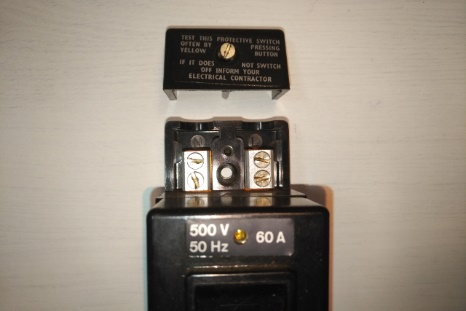 TEST THIS PROTECTIVE SWITCH
OFTEN BY PRESSING
YELLOW BUTTON
IF IT DOES NOT SWITCH
OFF INFORM YOUR
ELECTRICAL CONTRACTOR
500 V
50 Hz
60 A